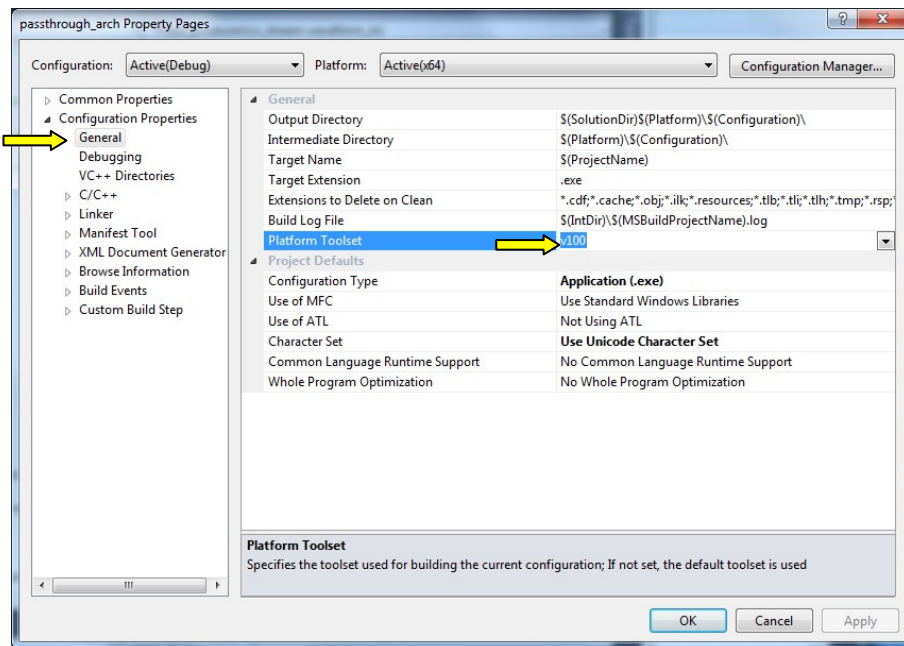 passthrough_arch Property Pages
Configuration: Active(Debug) Platform: Active(x64) Configuration Manager...
Common Properties
Configuration Properties
General
Debugging
VC++ Directories
C/C++
Linker
Manifest Tool
XML Document Generator
Browse Information
Build Events
Custom Build Step
General
Output Directory $(SolutionDir)$(Platform)\$(Configuration)\
Intermediate Directory $(Platform)\$(Configuration)\
Target Name $(ProjectName)
Target Extension .exe
Extensions to Delete on Clean *.cdf;*.cache;*.obj;*.ilk;*.resources;*.tlb;*.tli;*.tlh;*.tmp;*.rsp;
Build Log File $(IntDir)\$(MSBuildProjectName).log
Platform Toolset v100
Project Defaults
Configuration Type Application (.exe)
Use of MFC Use Standard Windows Libraries
Use of ATL Not Using ATL
Character Set Use Unicode Character Set
Common Language Runtime Support No Common Language Runtime Support
Whole Program Optimization No Whole Program Optimization
Platform Toolset
Specifies the toolset used for building the current configuration; If not set, the default toolset is used
OK Cancel Apply